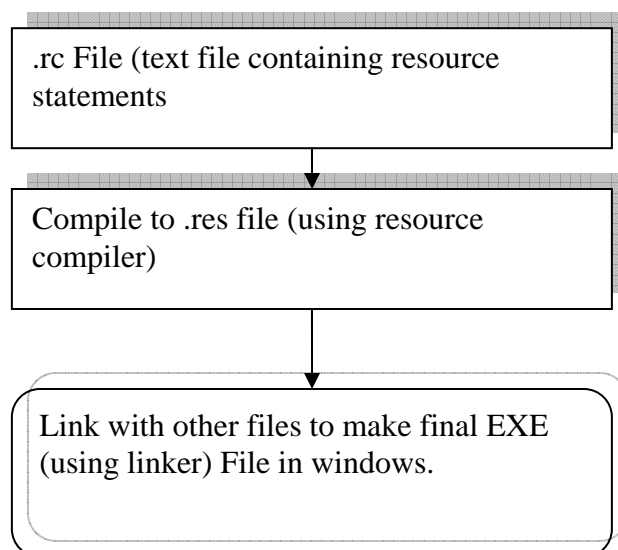 .rc File (text file containing resource
statements
Compile to .res file (using resource
compiler)
Link with other files to make final EXE
(using linker) File in windows.